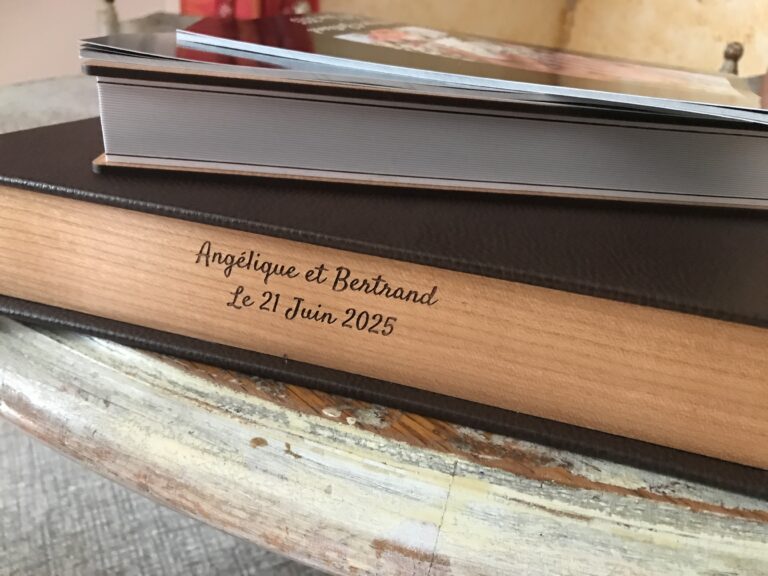 Angélique et Bertrand
Le 21 Juin 2025